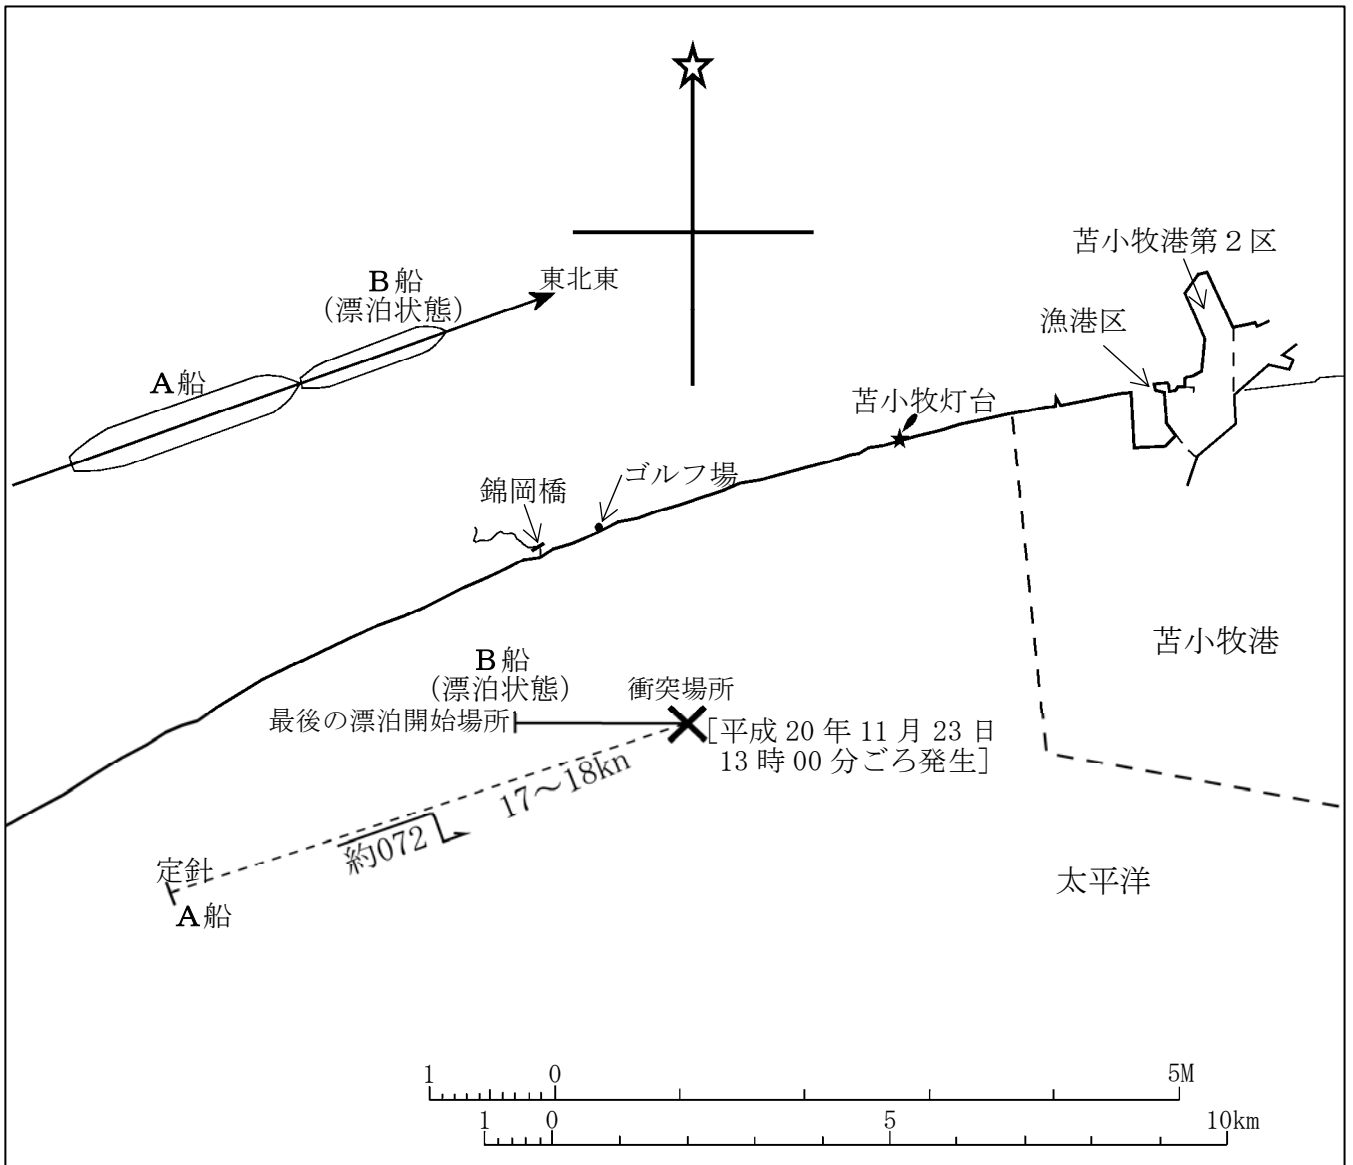 苫小牧港第２区
B船
(漂泊状態)
東北東
漁港区
A船
苫小牧灯台
ゴルフ場
錦岡橋
苫小牧港
B船
(漂泊状態)
衝突場所
最後の漂泊開始場所
[平成 20 年 11 月 23 日
13 時 00 分ごろ発生]
17～18kn
約072
定針
A船
太平洋
1 0 5M
1 0 5 10km